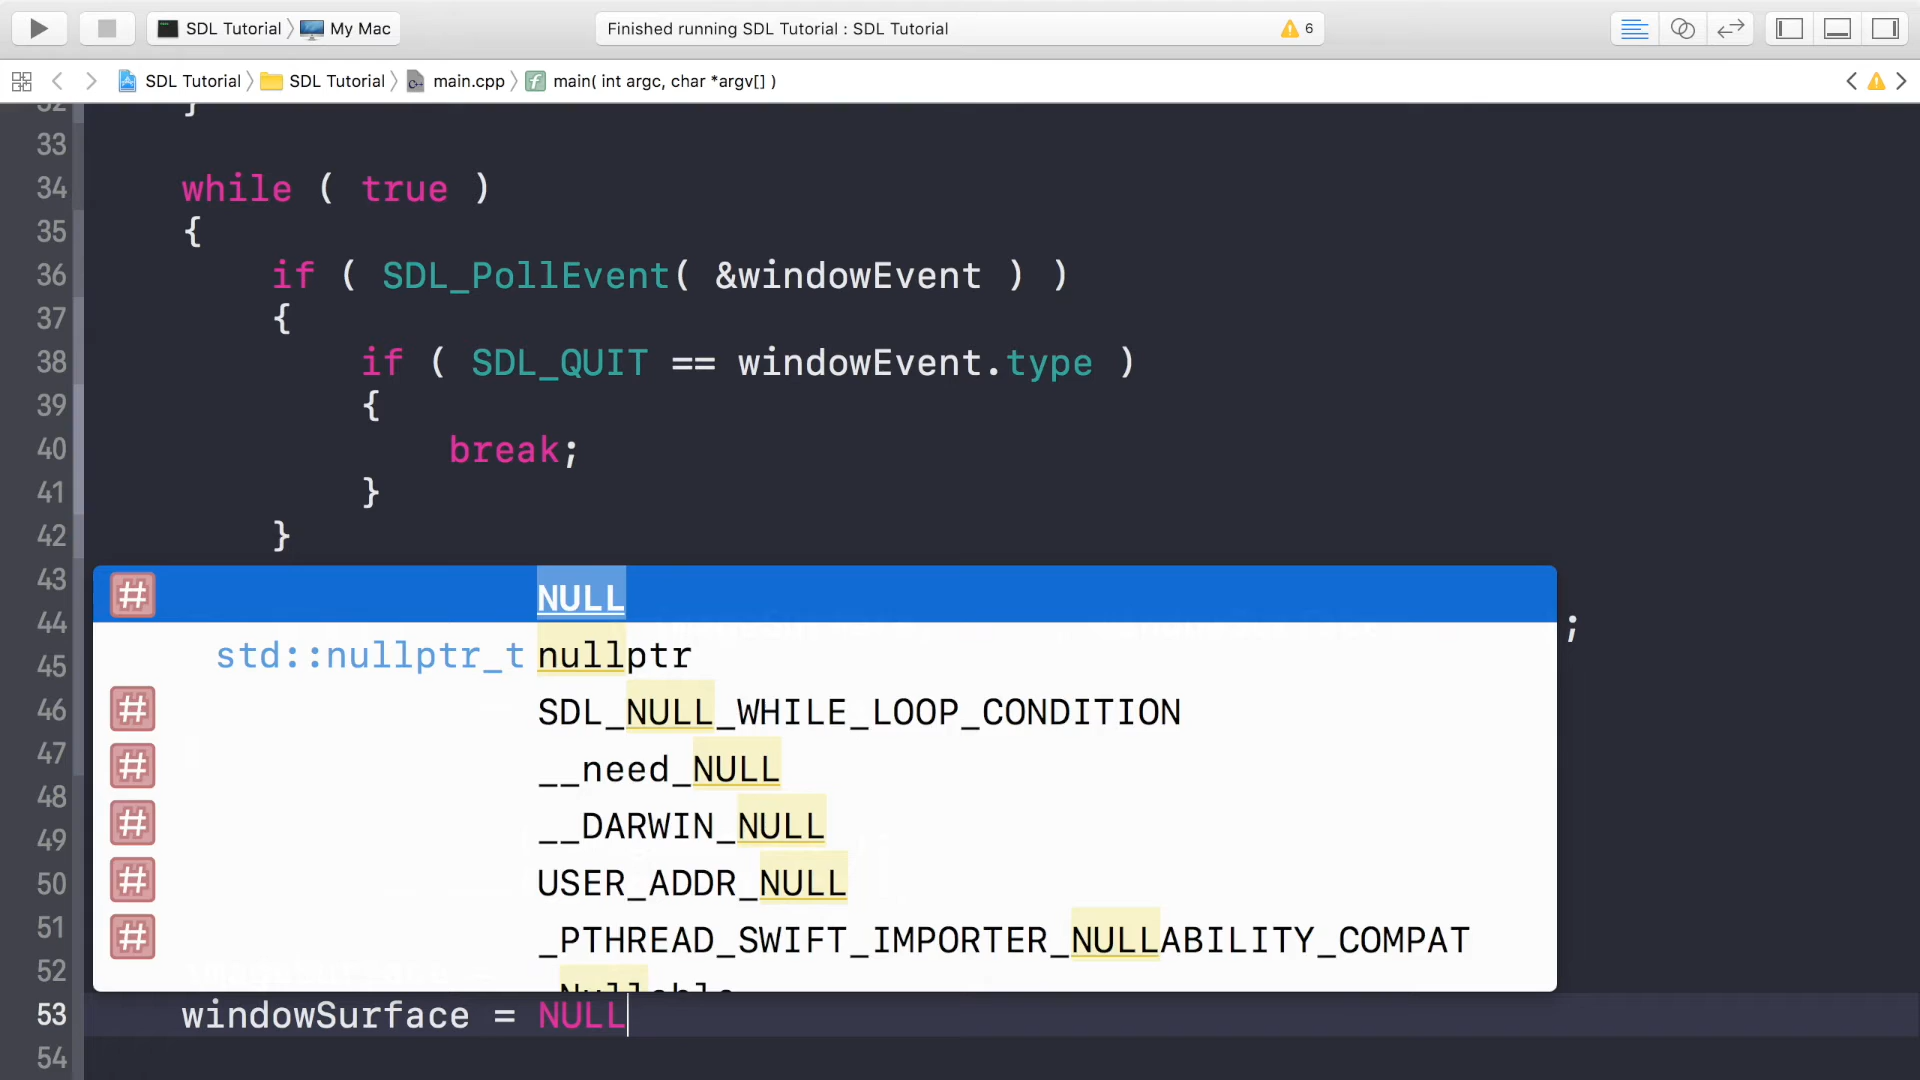 SDL Tutorial 〉 My Mac
Finished running SDL Tutorial : SDL Tutorial
6
SDL Tutorial 〉 SDL Tutorial 〉 main.cpp 〉 main( int argc, char *argv[] )
32 }
33
34 while ( true )
35 {
36 if ( SDL_PollEvent( &windowEvent ) )
37 {
38 if ( SDL_QUIT == windowEvent.type )
39 {
40 break;
41 }
42 }
43
# NULL
44 ;
std::nullptr_t nullptr
45
46
# SDL_NULL_WHILE_LOOP_CONDITION
47
# __need_NULL
48
# __DARWIN_NULL
49
50
# USER_ADDR_NULL
51
# _PTHREAD_SWIFT_IMPORTER_NULLABILITY_COMPAT
52
53 windowSurface = NULL
54